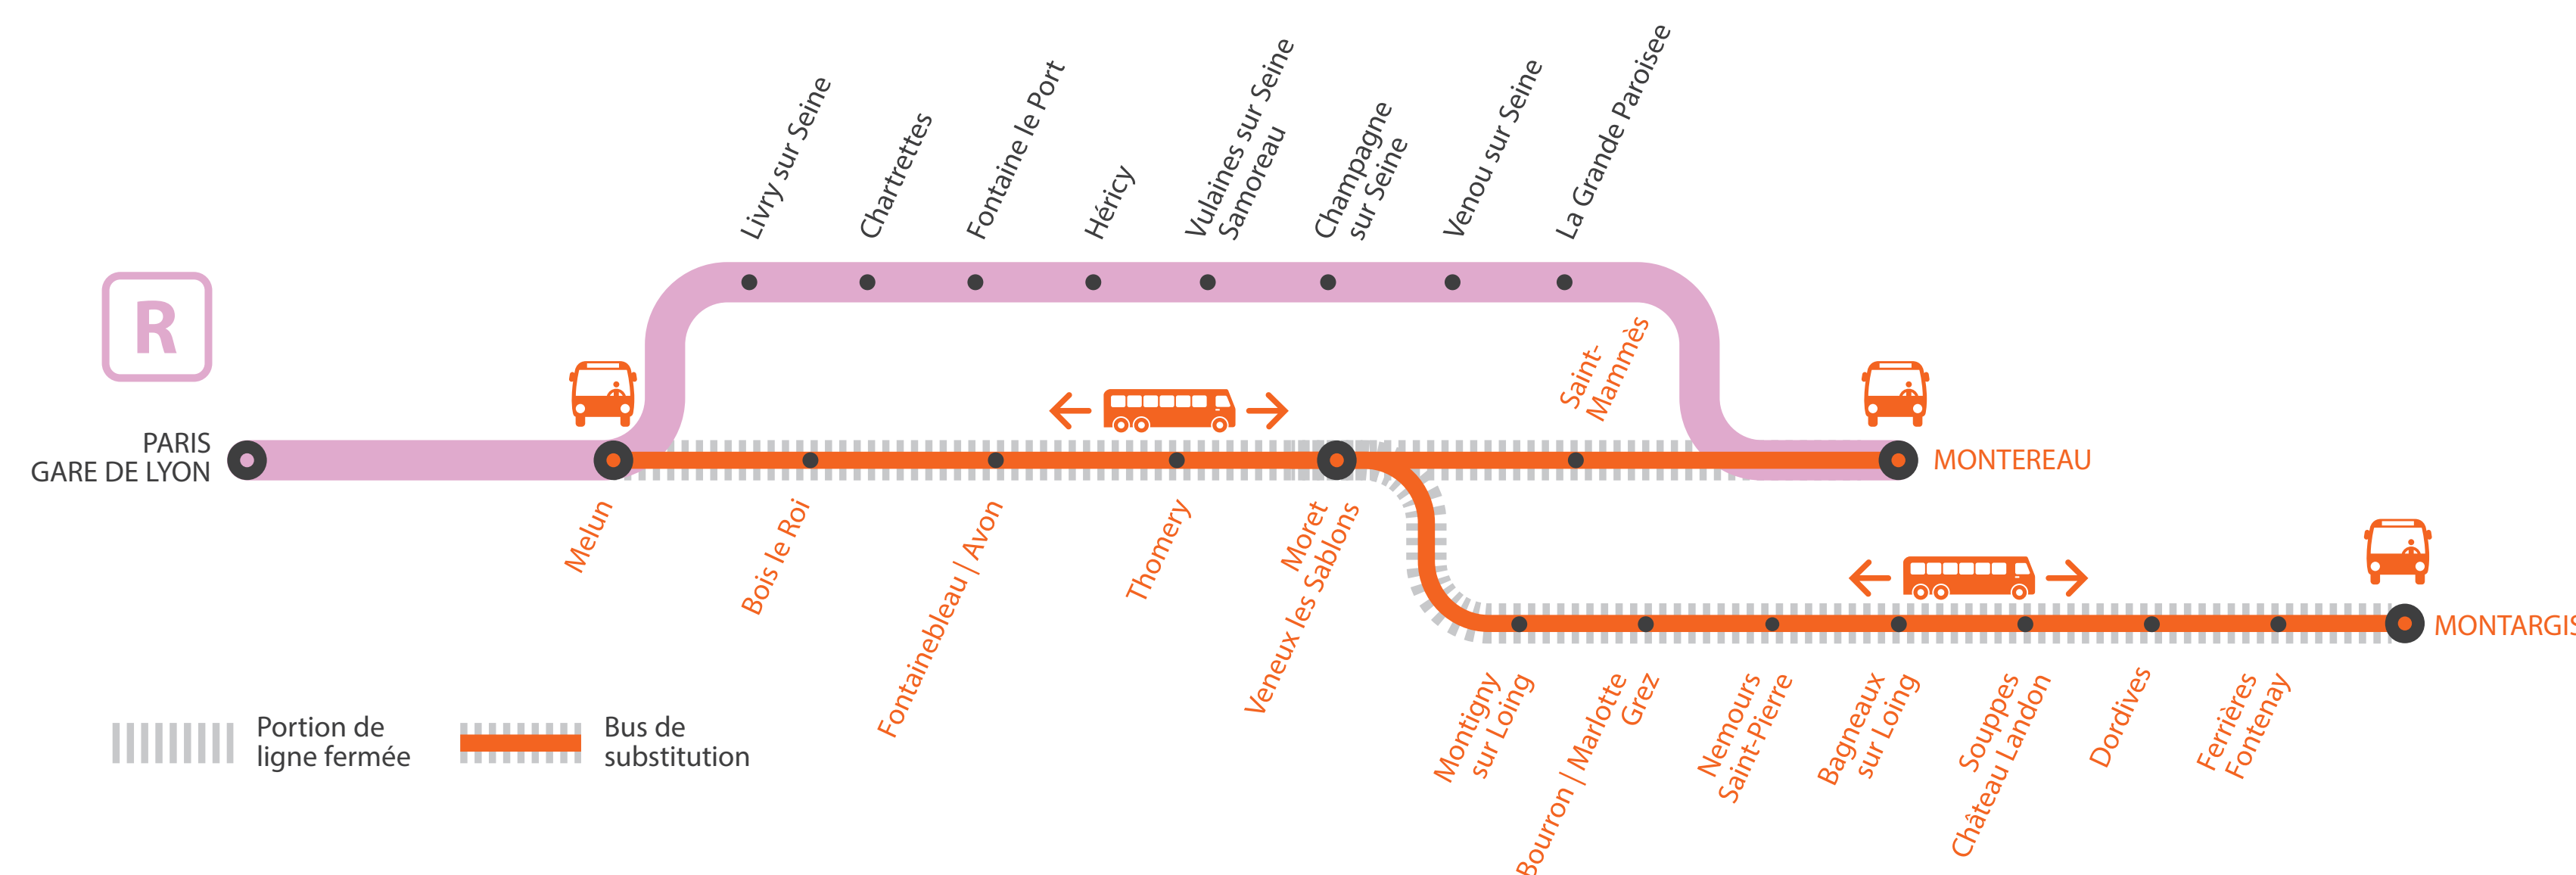 Livry sur Seine
Chartrettes
Fontaine le Port
Héricy
Vulaines sur Seine
Samoreau
Champagne
sur Seine
Venou sur Seine
La Grande Paroisee
R
PARIS
GARE DE LYON
Saint-
Mammès
MONTEREAU
Melun
Bois le Roi
Fontainebleau | Avon
Thomery
Moret
Veneux les Sablons
MONTARGIS
Montigny
sur Loing
Bourron | Marlotte
Grez
Nemours
Saint-Pierre
Bagneaux
sur Loing
Souppes
Château Landon
Dordives
Ferrières
Fontenay
Portion de
ligne fermée
Bus de
substitution